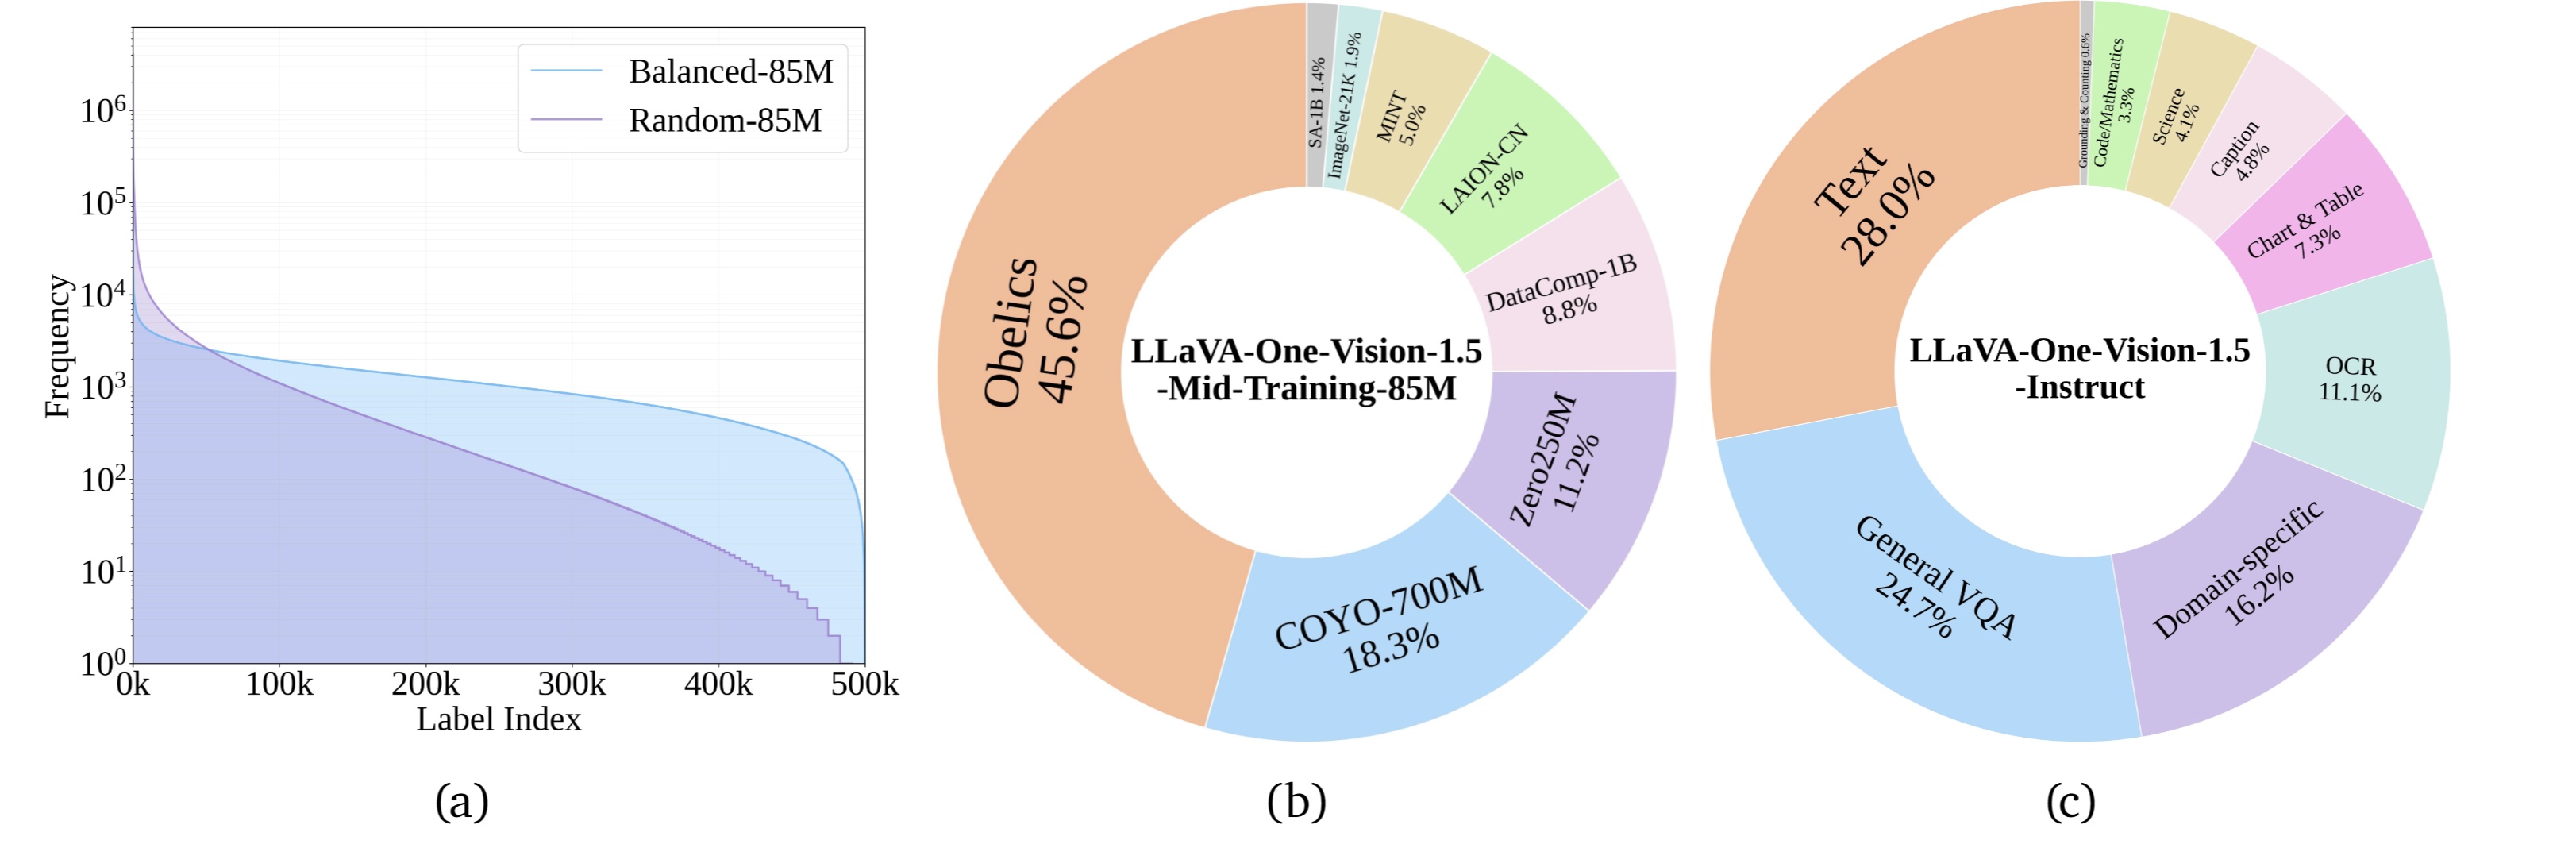 Balanced-85M
Random-85M
10^6
10^5
10^4
10^3
10^2
10^1
10^0
Frequency
0k 100k 200k 300k 400k 500k
Label Index
(a)
SA-1B 1.4%
ImageNet-21K 1.9%
MINT
5.0%
LAION-CN
7.8%
DataComp-1B
8.8%
Zero250M
11.2%
COYO-700M
18.3%
Obelics
45.6%
LLaVA-One-Vision-1.5
-Mid-Training-85M
(b)
Grounding & Counting 0.6%
Code/Mathematics
3.3%
Science
4.1%
Caption
4.8%
Chart & Table
7.3%
OCR
11.1%
Domain-specific
16.2%
General VQA
24.7%
Text
28.0%
LLaVA-One-Vision-1.5
-Instruct
(c)